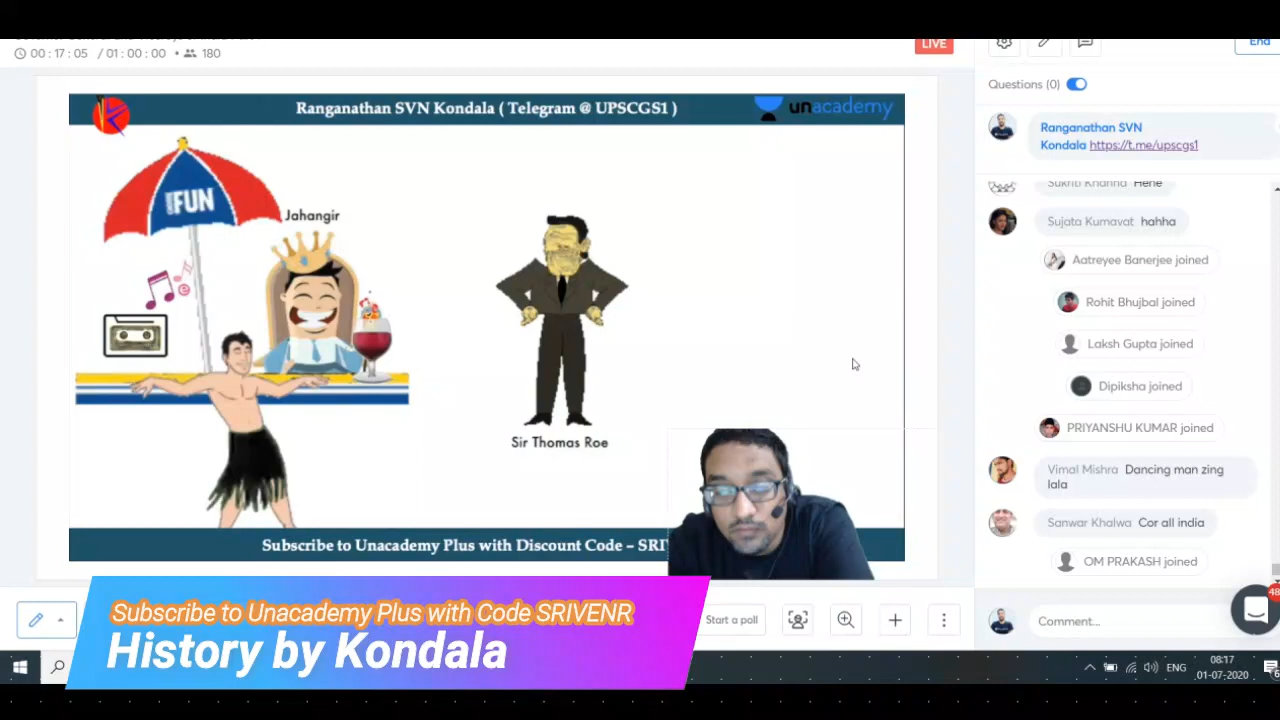 00 : 17 : 05 / 01 : 00 : 00 • 180
LIVE
End
Questions (0)
Ranganathan SVN Kondala ( Telegram @ UPSCGS1 )
unacademy
FUN
Jahangir
Sir Thomas Roe
Subscribe to Unacademy Plus with Discount Code – SRI
Ranganathan SVN
Kondala https://t.me/upscgs1
Sukriti Khanna Hehe
Sujata Kumavat hahha
Aatreyee Banerjee joined
Rohit Bhujbal joined
Laksh Gupta joined
Dipiksha joined
PRIYANSHU KUMAR joined
Vimal Mishra Dancing man zing
lala
Sanwar Khalwa Cor all india
OM PRAKASH joined
48
Start a poll
Comment...
Subscribe to Unacademy Plus with Code SRIVENR
History by Kondala
ENG
08:17
01-07-2020